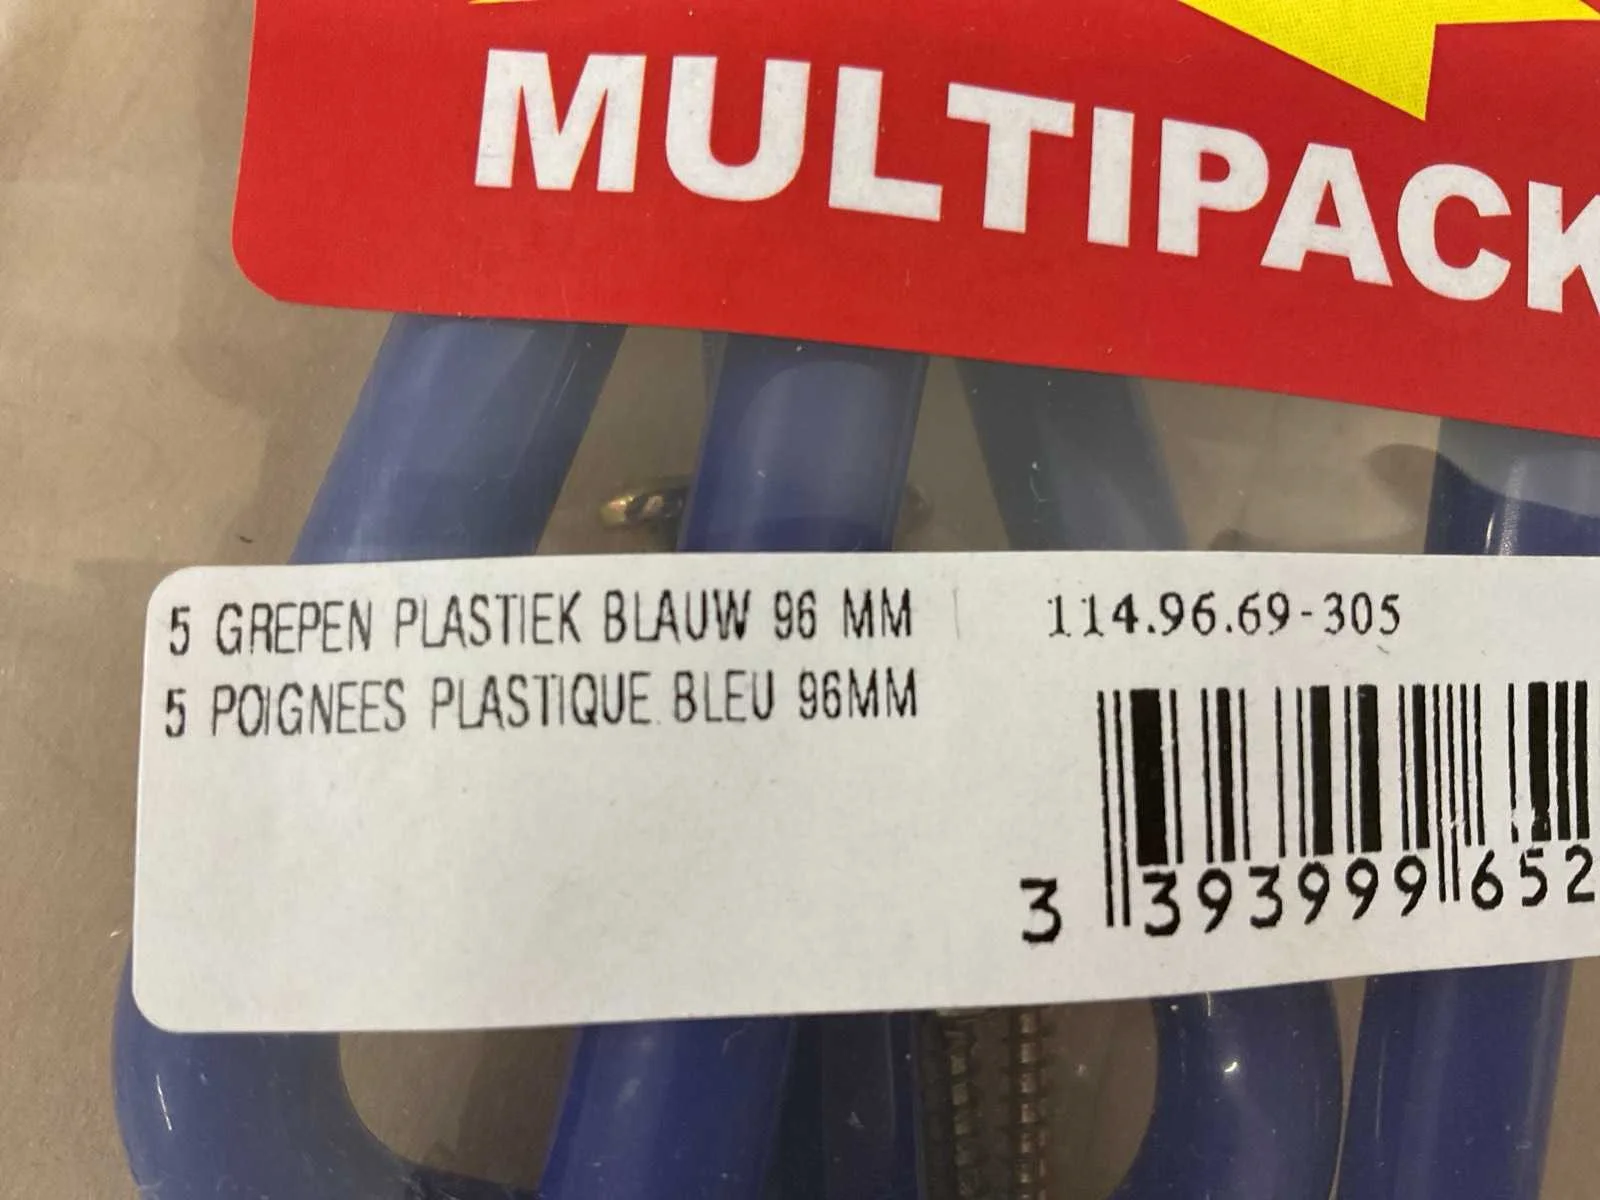 MULTIPACK
5 GREPEN PLASTIEK BLAUW 96 MM
5 POIGNEES PLASTIQUE BLEU 96MM
114.96.69-305
3 393999 652